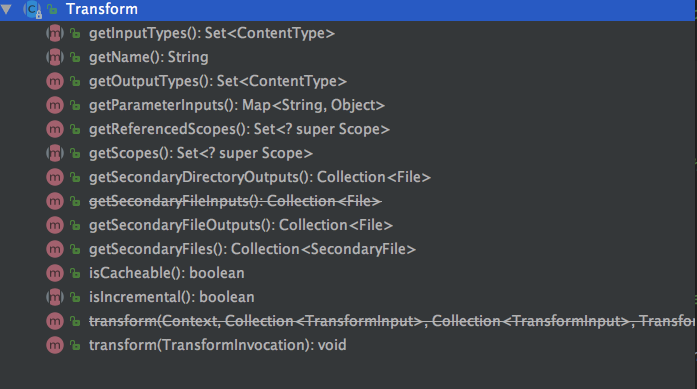 Transform
getInputTypes(): Set<ContentType>
getName(): String
getOutputTypes(): Set<ContentType>
getParameterInputs(): Map<String, Object>
getReferencedScopes(): Set<? super Scope>
getScopes(): Set<? super Scope>
getSecondaryDirectoryOutputs(): Collection<File>
getSecondaryFileInputs(): Collection<File>
getSecondaryFileOutputs(): Collection<File>
getSecondaryFiles(): Collection<SecondaryFile>
isCacheable(): boolean
isIncremental(): boolean
transform(Context, Collection<TransformInput>, Collection<TransformInput>, Transfo
transform(TransformInvocation): void